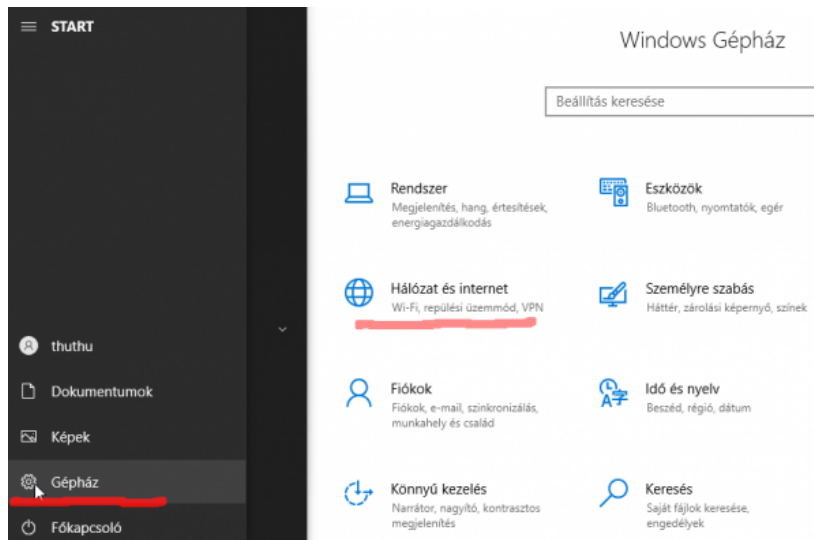 START
thuthu
Dokumentumok
Képek
Gépház
Főkapcsoló
Windows Gépház
Beállítás keresése
Rendszer
Megjelenítés, hang, értesítések,
energiagazdálkodás
Eszközök
Bluetooth, nyomtatók, egér
Hálózat és internet
Wi-Fi, repülési üzemmód, VPN
Személyre szabás
Háttér, zárolási képernyő, színek
Fiókok
Fiókok, e-mail, szinkronizálás,
munkahely és család
Idő és nyelv
Beszéd, régió, dátum
Könnyű kezelés
Narrátor, nagyító, kontrasztos
megjelenítés
Keresés
Saját fájlok keresése,
engedélyek